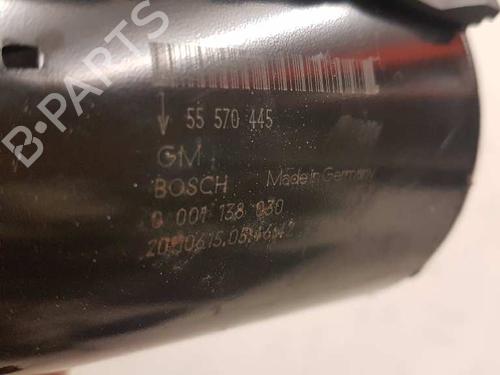 B-PARTS
55 570 445
GM
BOSCH Made in Germany
0 001 138 030